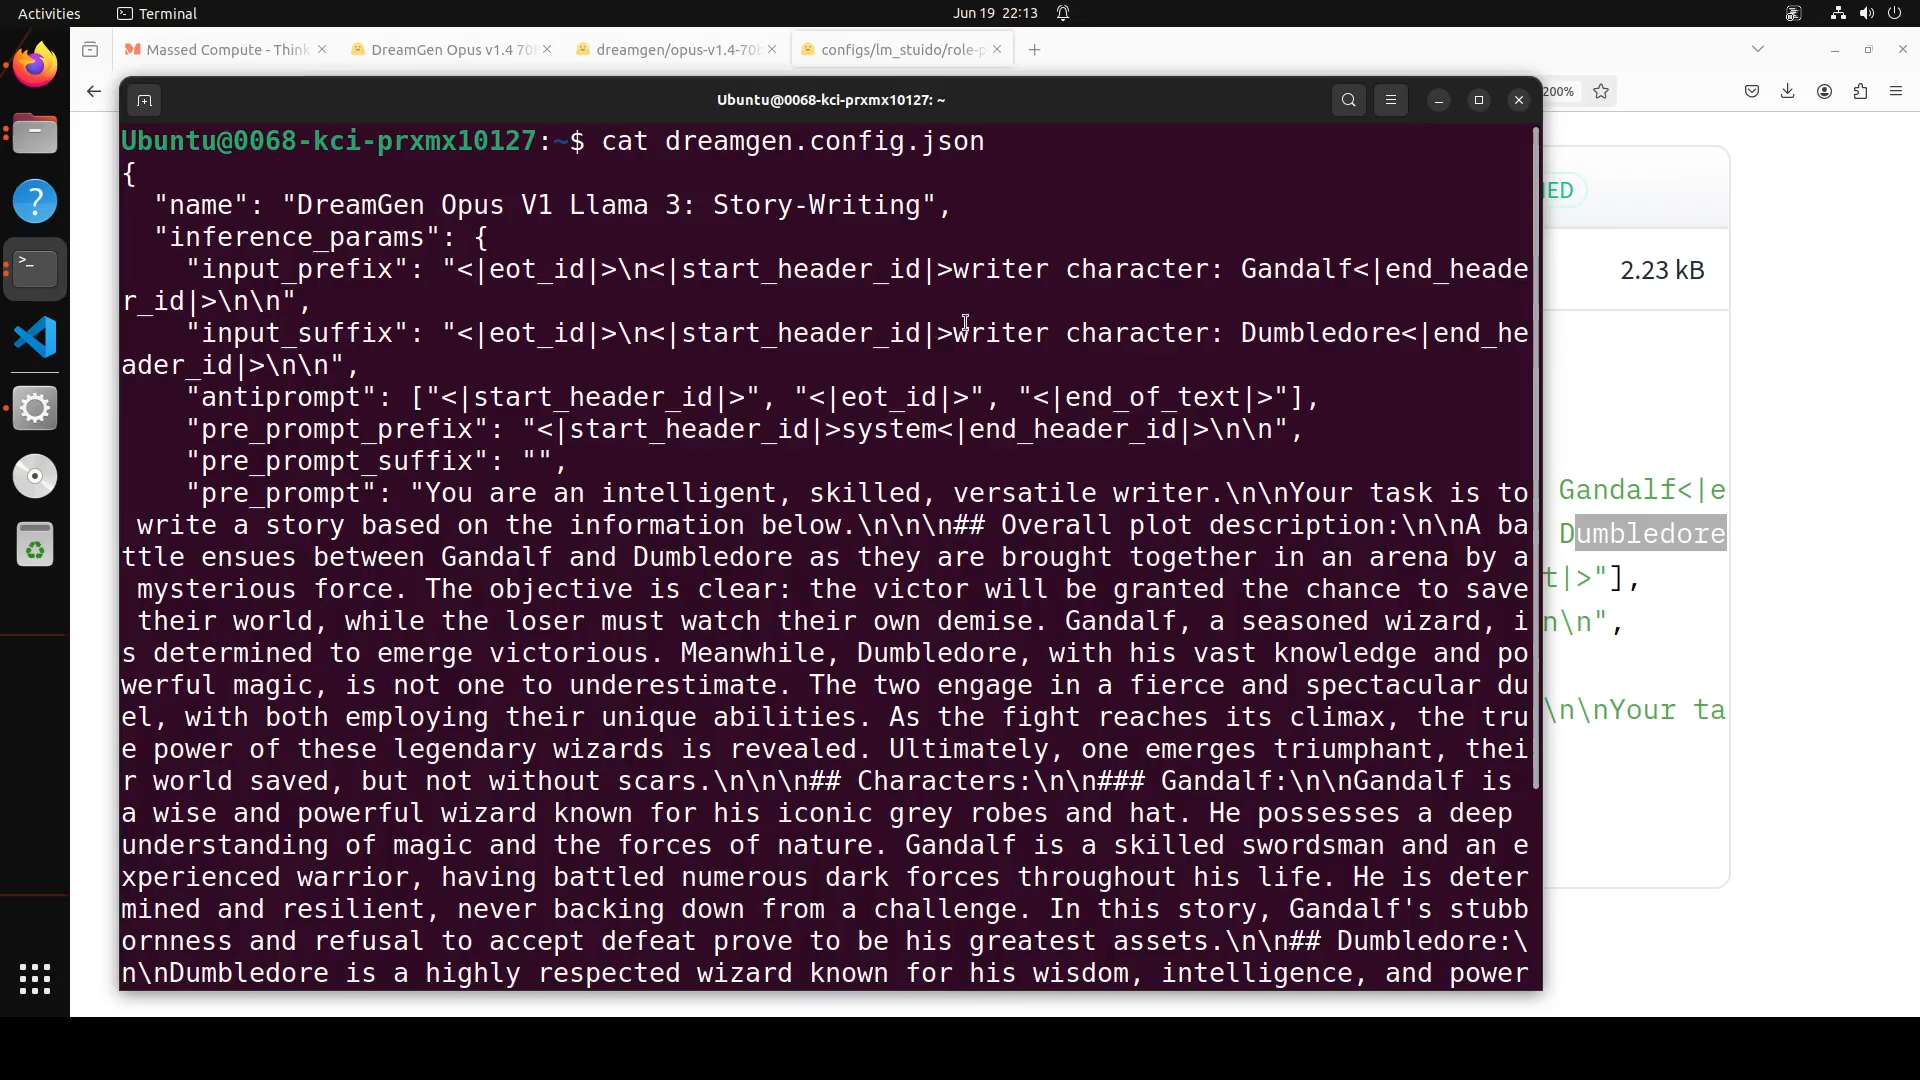 Activities
Terminal
Jun 19 22:13
Massed Compute - Think
DreamGen Opus v1.4 70
dreamgen/opus-v1.4-70b
configs/lm_stuido/role-p
200%
Ubuntu@0068-kci-prxmx10127: ~
Ubuntu@0068-kci-prxmx10127:~$ cat dreamgen.config.json
{
"name": "DreamGen Opus V1 Llama 3: Story-Writing",
"inference_params": {
"input_prefix": "<|eot_id|>\n<|start_header_id|>writer character: Gandalf<|end_heade
r_id|>\n\n",
"input_suffix": "<|eot_id|>\n<|start_header_id|>writer character: Dumbledore<|end_he
ader_id|>\n\n",
"antiprompt": ["<|start_header_id|>", "<|eot_id|>", "<|end_of_text|>"],
"pre_prompt_prefix": "<|start_header_id|>system<|end_header_id|>\n\n",
"pre_prompt_suffix": "",
"pre_prompt": "You are an intelligent, skilled, versatile writer.\n\nYour task is to
write a story based on the information below.\n\n\n## Overall plot description:\n\nA ba
ttle ensues between Gandalf and Dumbledore as they are brought together in an arena by a
mysterious force. The objective is clear: the victor will be granted the chance to save
their world, while the loser must watch their own demise. Gandalf, a seasoned wizard, i
s determined to emerge victorious. Meanwhile, Dumbledore, with his vast knowledge and po
werful magic, is not one to underestimate. The two engage in a fierce and spectacular du
el, with both employing their unique abilities. As the fight reaches its climax, the tru
e power of these legendary wizards is revealed. Ultimately, one emerges triumphant, thei
r world saved, but not without scars.\n\n\n## Characters:\n\n### Gandalf:\n\nGandalf is
a wise and powerful wizard known for his iconic grey robes and hat. He possesses a deep
understanding of magic and the forces of nature. Gandalf is a skilled swordsman and an e
xperienced warrior, having battled numerous dark forces throughout his life. He is deter
mined and resilient, never backing down from a challenge. In this story, Gandalf's stubb
ornness and refusal to accept defeat prove to be his greatest assets.\n\n## Dumbledore:\
n\nDumbledore is a highly respected wizard known for his wisdom, intelligence, and power
IED
2.23 kB
Gandalf<|e
Dumbledore
t|>"],
n\n",
\n\nYour ta